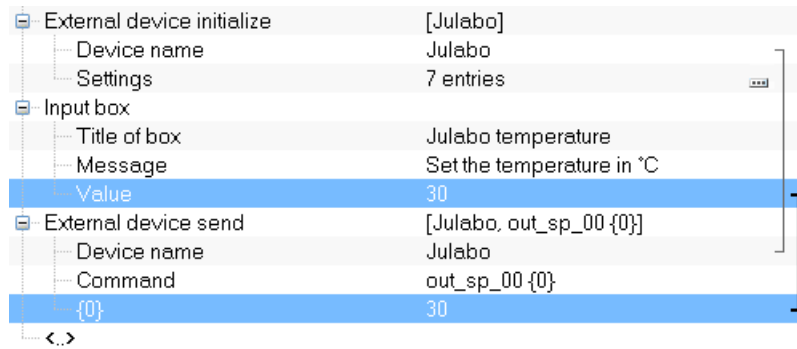 External device initialize [Julabo]
Device name Julabo
Settings 7 entries
Input box
Title of box Julabo temperature
Message Set the temperature in °C
Value 30
External device send [Julabo, out_sp_00 {0}]
Device name Julabo
Command out_sp_00 {0}
{0} 30
<..>